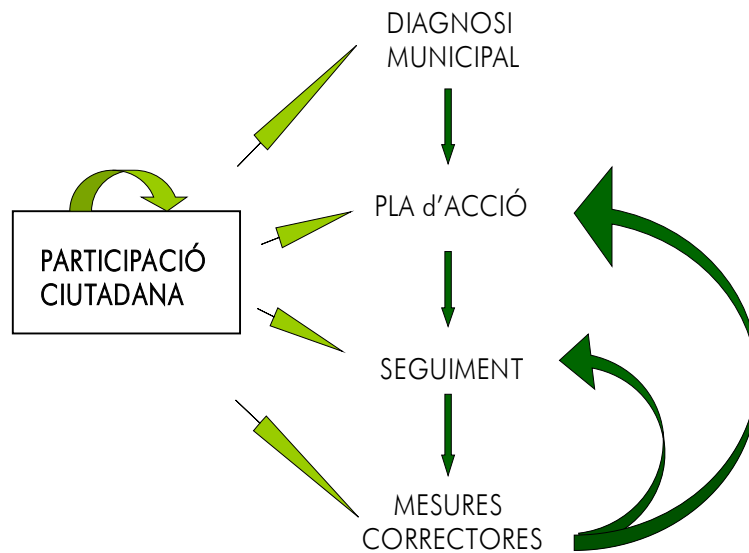 DIAGNOSI
MUNICIPAL
PLA d'ACCIÓ
PARTICIPACIÓ
CIUTADANA
SEGUIMENT
MESURES
CORRECTORES